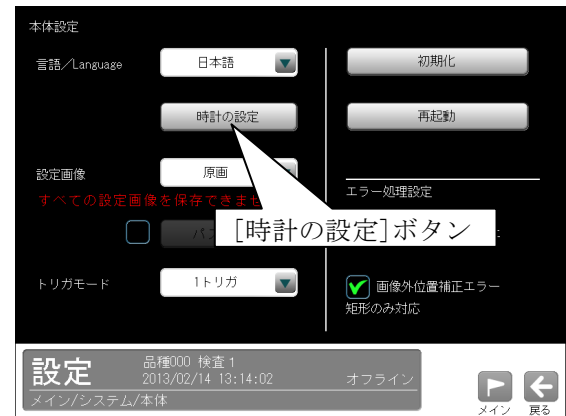 本体設定
言語/Language
日本語
初期化
時計の設定
再起動
設定画像
原画
すべての設定画像を保存できませ
エラー処理設定
[時計の設定]ボタン
トリガモード
1トリガ
画像外位置補正エラー
矩形のみ対応
設定
品種000 検査1
2013/02/14 13:14:02
オフライン
メイン/システム/本体
メイン
戻る